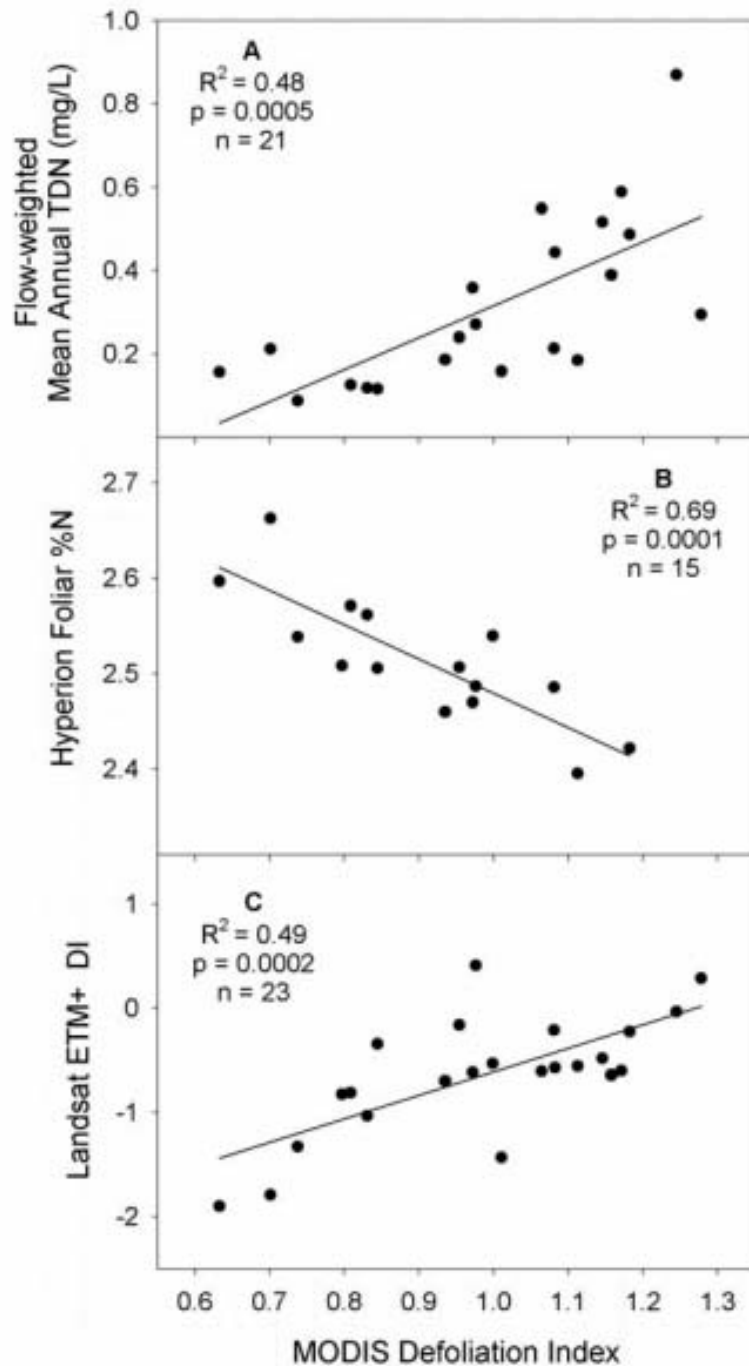 A
R² = 0.48
p = 0.0005
n = 21
Flow-weighted
Mean Annual TDN (mg/L)
1.0
0.8
0.6
0.4
0.2
B
R² = 0.69
p = 0.0001
n = 15
Hyperion Foliar %N
2.7
2.6
2.5
2.4
C
R² = 0.49
p = 0.0002
n = 23
Landsat ETM+ DI
1
0
-1
-2
0.6 0.7 0.8 0.9 1.0 1.1 1.2 1.3
MODIS Defoliation Index